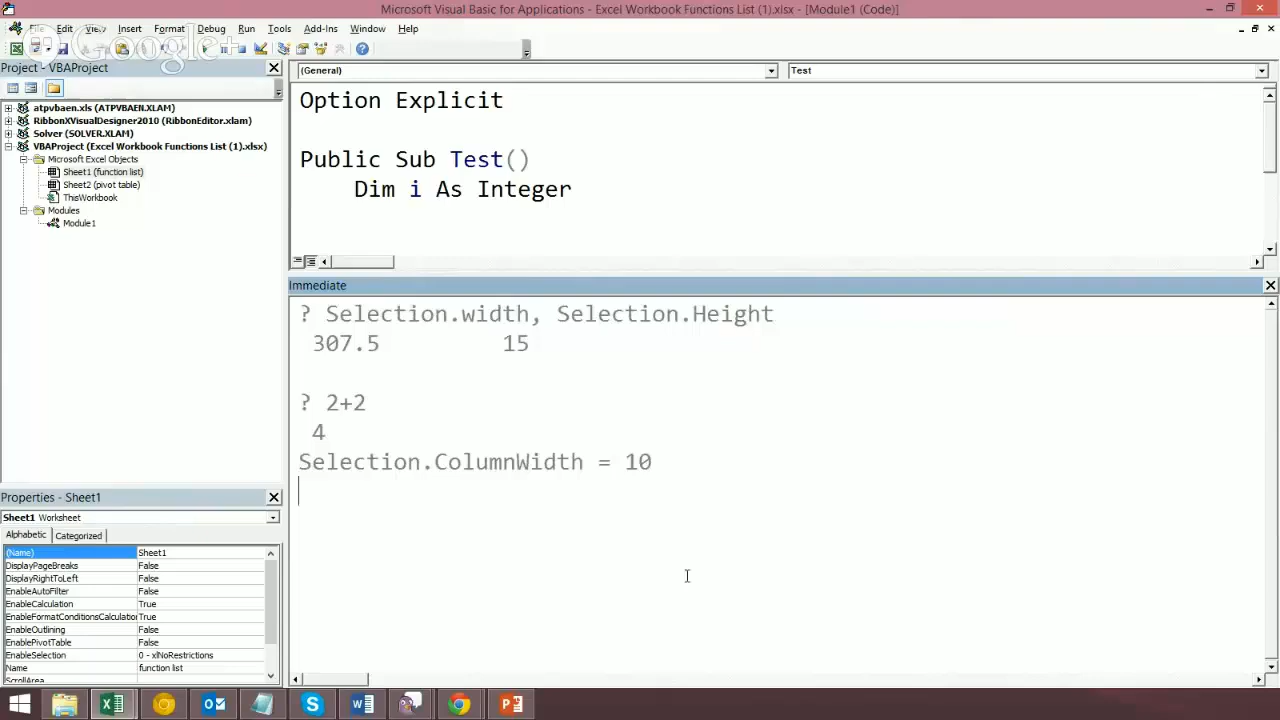 Microsoft Visual Basic for Applications - Excel Workbook Functions List (1).xlsx - [Module1 (Code)]
File Edit View Insert Format Debug Run Tools Add-Ins Window Help
Google+
Project - VBAProject
atpvbaen.xls (ATPVBAEN.XLAM)
RibbonXVisualDesigner2010 (RibbonEditor.xlam)
Solver (SOLVER.XLAM)
VBAProject (Excel Workbook Functions List (1).xlsx)
Microsoft Excel Objects
Sheet1 (function list)
Sheet2 (pivot table)
ThisWorkbook
Modules
Module1
Properties - Sheet1
Sheet1 Worksheet
Alphabetic Categorized
(Name) Sheet1
DisplayPageBreaks False
DisplayRightToLeft False
EnableAutoFilter False
EnableCalculation True
EnableFormatConditionsCalculation True
EnableOutlining False
EnablePivotTable False
EnableSelection 0 - xlNoRestrictions
Name function list
ScrollArea
(General) Test
Option Explicit
Public Sub Test()
Dim i As Integer
Immediate
? Selection.width, Selection.Height
307.5 15
? 2+2
4
Selection.ColumnWidth = 10